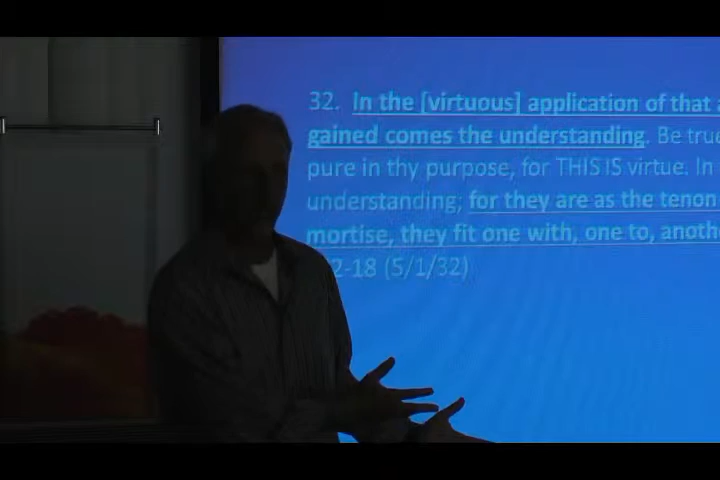 32. In the [virtuous] application of that a
gained comes the understanding. Be true
pure in thy purpose, for THIS IS virtue. In
understanding; for they are as the tenon
mortise, they fit one with, one to, anoth
2-18 (5/1/32)